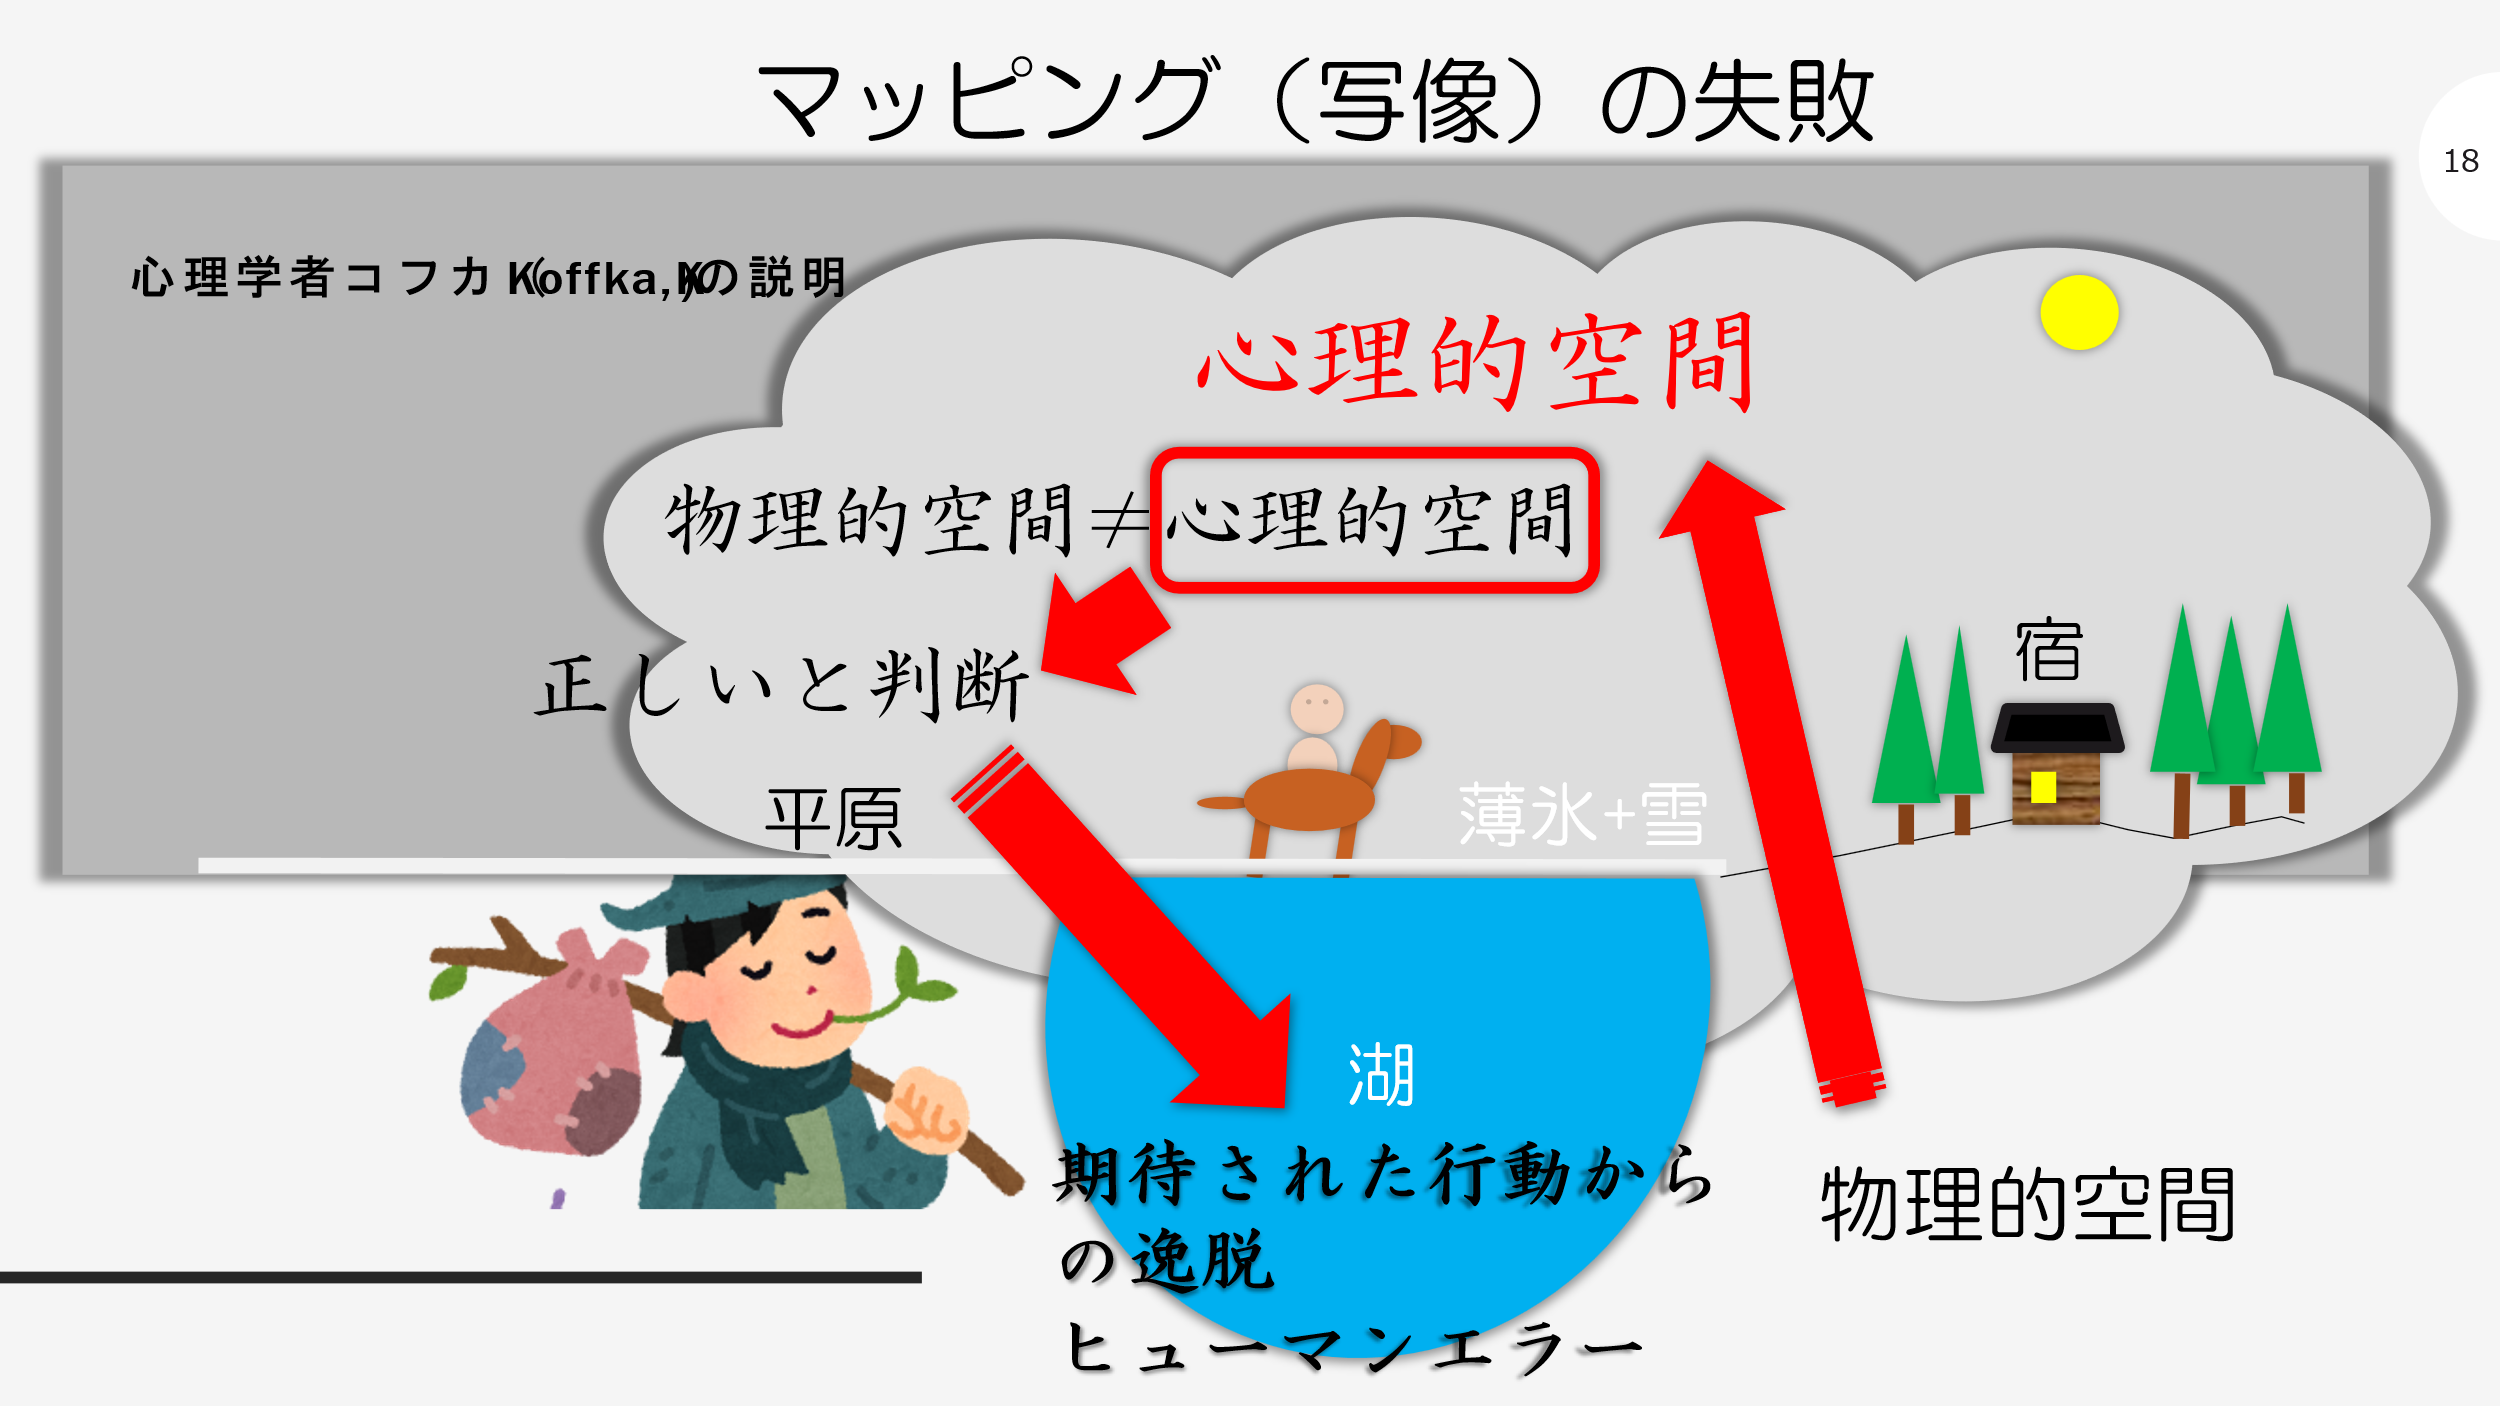 マッピング（写像）の失敗
18
心理学者コフカ(Koffka,K)の説明
心理的空間
物理的空間≠心理的空間
正しいと判断
宿
平原
薄氷+雪
湖
期待された行動から
の逸脱
ヒューマンエラー
物理的空間